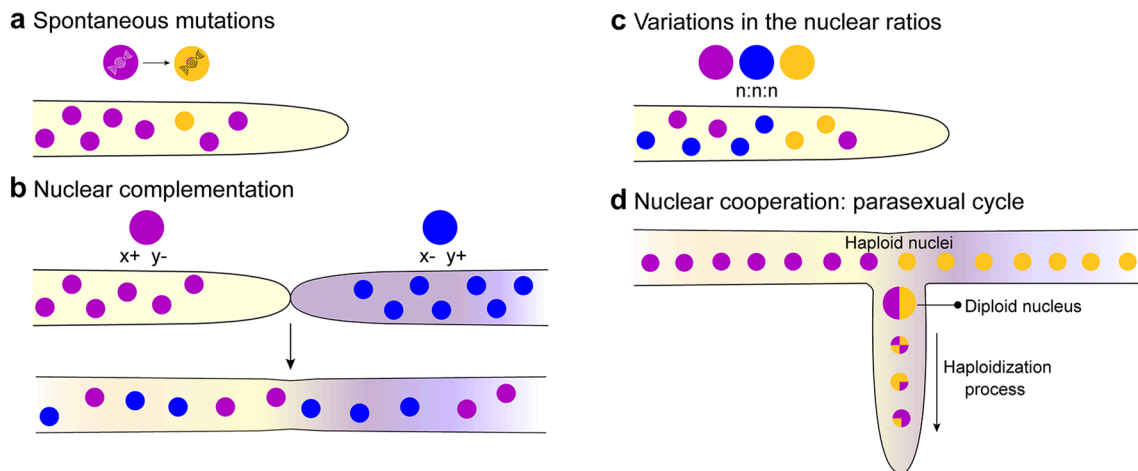 a Spontaneous mutations
b Nuclear complementation
x+ y-
x- y+
c Variations in the nuclear ratios
n:n:n
d Nuclear cooperation: parasexual cycle
Haploid nuclei
Diploid nucleus
Haploidization
process